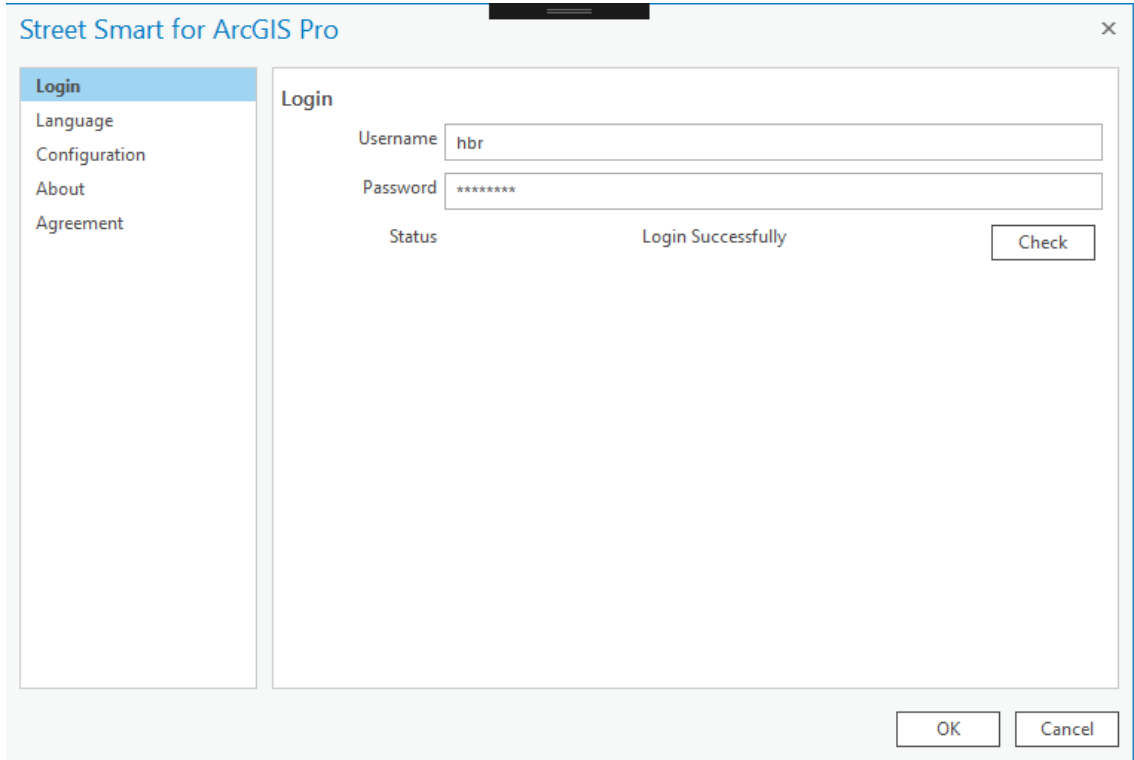 Street Smart for ArcGIS Pro
Login
Language
Configuration
About
Agreement
Login
Username hbr
Password ********
Status Login Successfully Check
OK Cancel